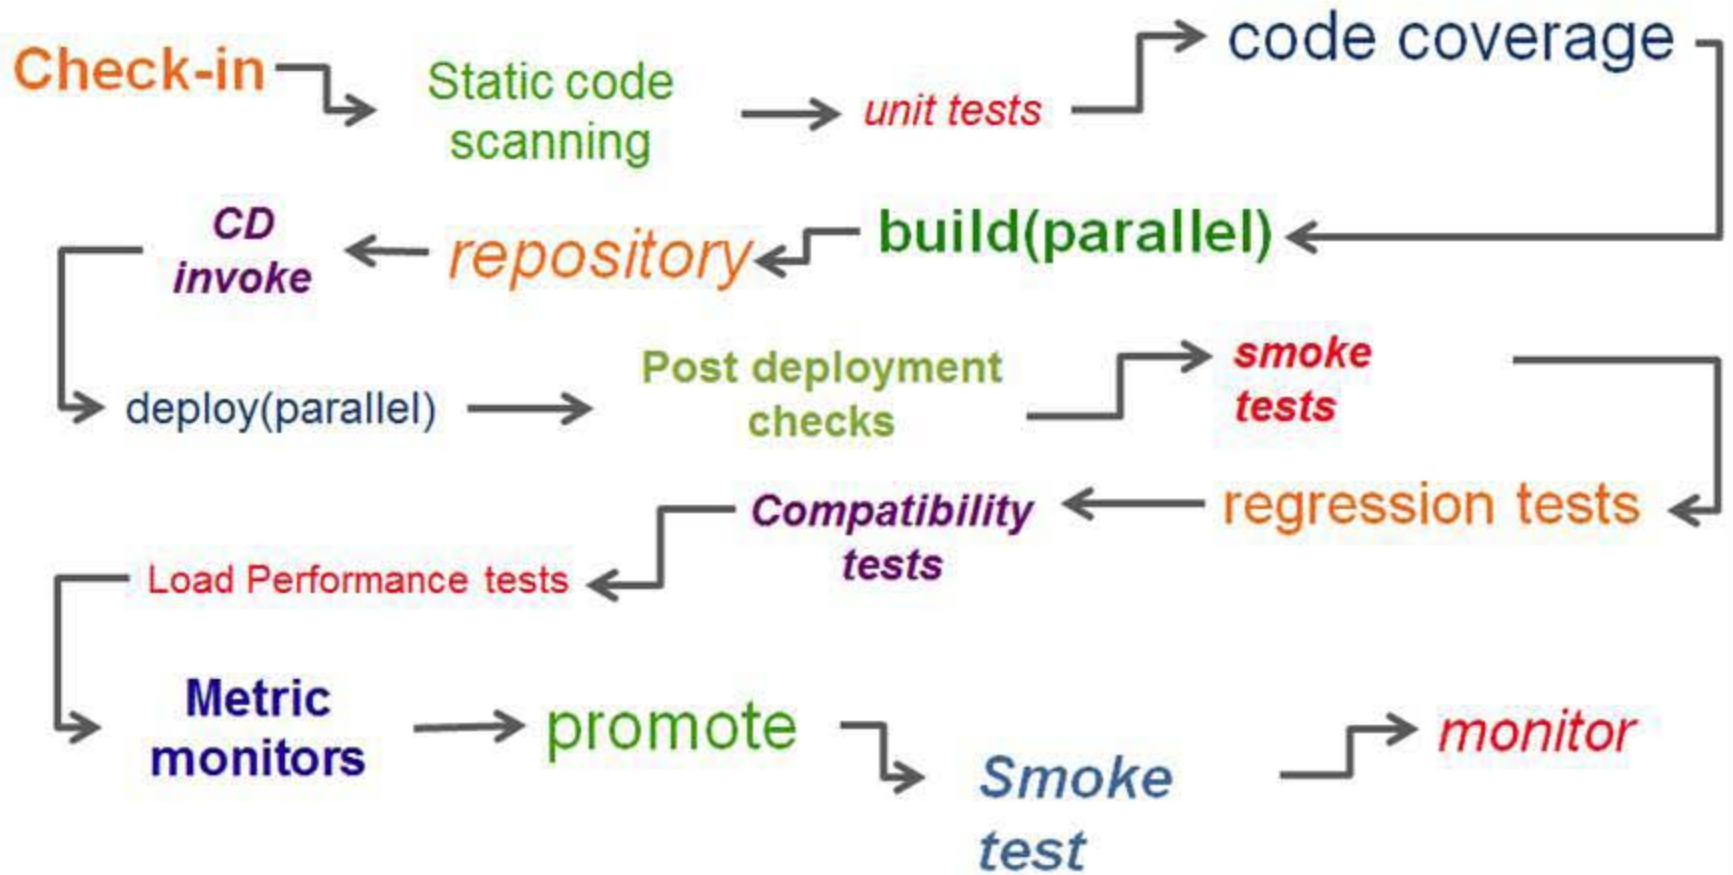 Check-in
Static code
scanning
unit tests
code coverage
build(parallel)
repository
CD
invoke
deploy(parallel)
Post deployment
checks
smoke
tests
regression tests
Compatibility
tests
Load Performance tests
Metric
monitors
promote
Smoke
test
monitor